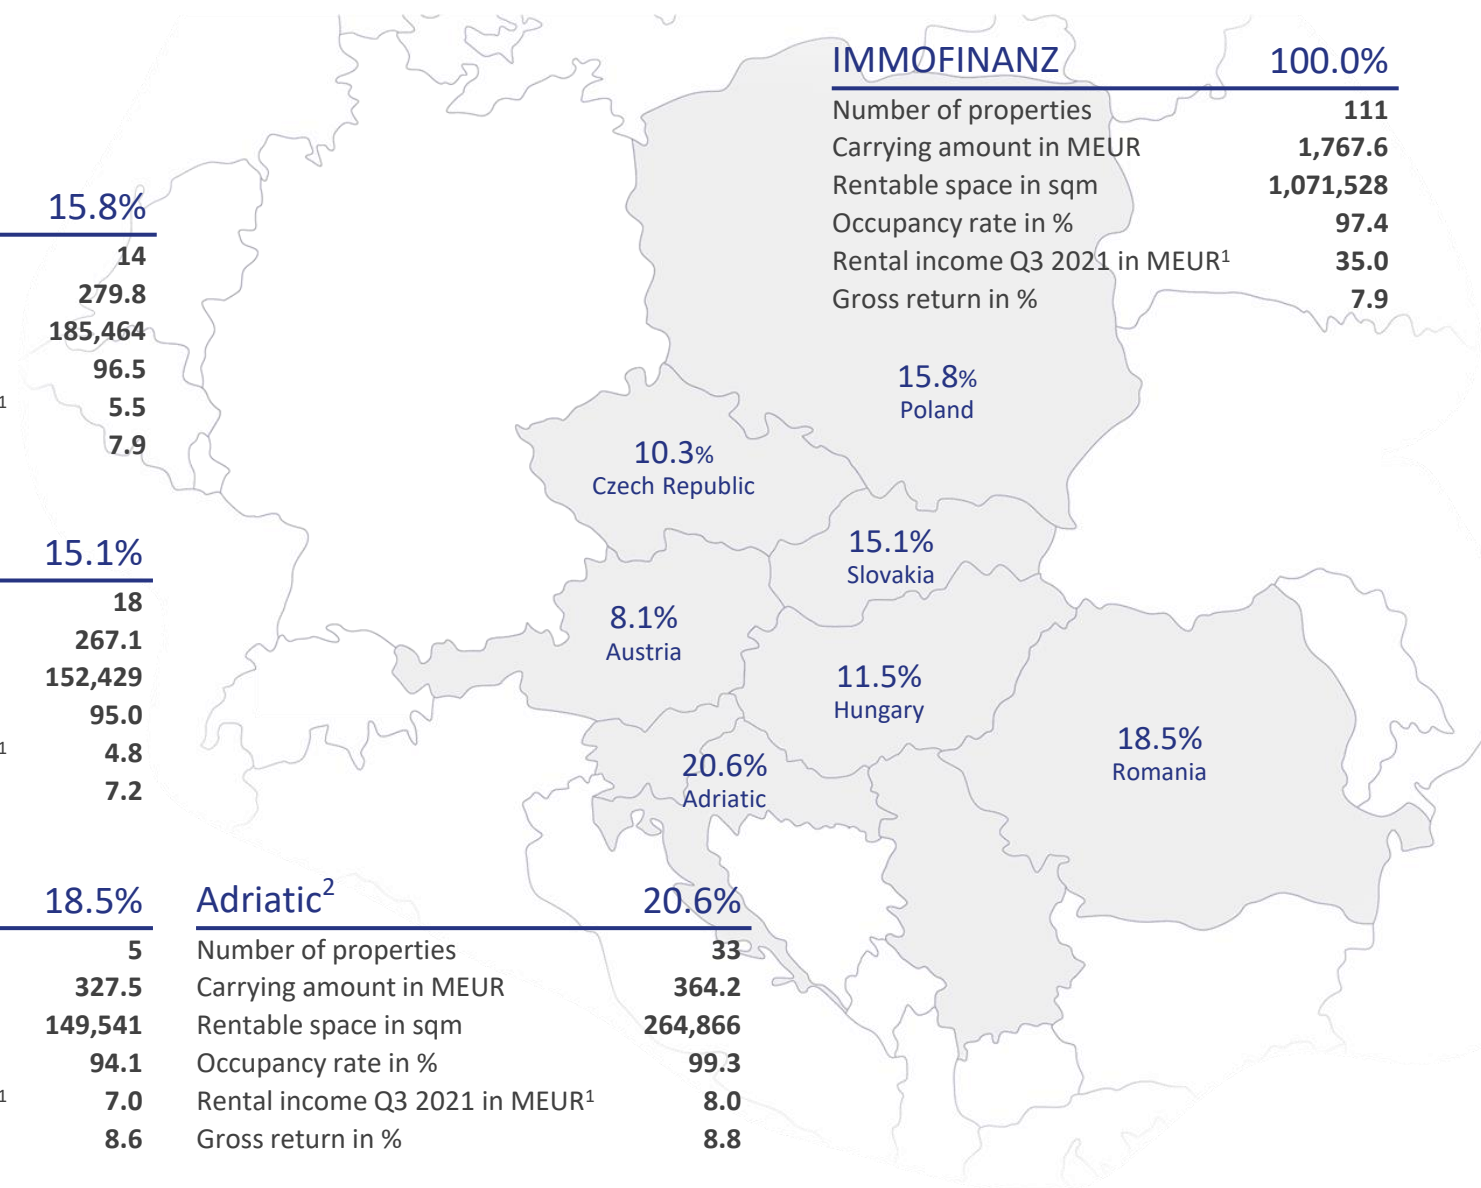 IMMOFINANZ 100.0%
Number of properties 111
Carrying amount in MEUR 1,767.6
Rentable space in sqm 1,071,528
Occupancy rate in % 97.4
Rental income Q3 2021 in MEUR¹ 35.0
Gross return in % 7.9
15.8%
14
279.8
185,464
96.5
1 5.5
7.9
15.8%
Poland
10.3%
Czech Republic
15.1%
Slovakia
8.1%
Austria
11.5%
Hungary
18.5%
Romania
20.6%
Adriatic
15.1%
18
267.1
152,429
95.0
1 4.8
7.2
18.5%
5
327.5
149,541
94.1
1 7.0
8.6
Adriatic² 20.6%
Number of properties 33
Carrying amount in MEUR 364.2
Rentable space in sqm 264,866
Occupancy rate in % 99.3
Rental income Q3 2021 in MEUR¹ 8.0
Gross return in % 8.8